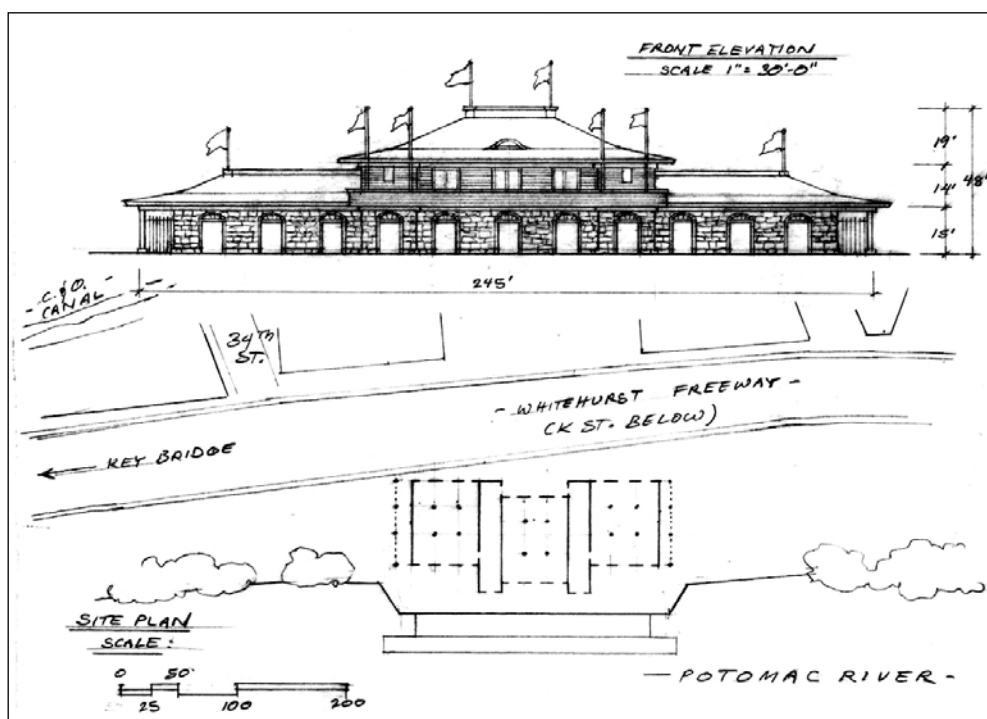 FRONT ELEVATION
SCALE 1" = 30'-0"
19'
48'
14'
15'
245'
C.&O.
CANAL
34TH
ST.
- WHITEHURST FREEWAY -
(K ST. BELOW)
← KEY BRIDGE
SITE PLAN
SCALE:
0 50'
25 100 200
- POTOMAC RIVER -